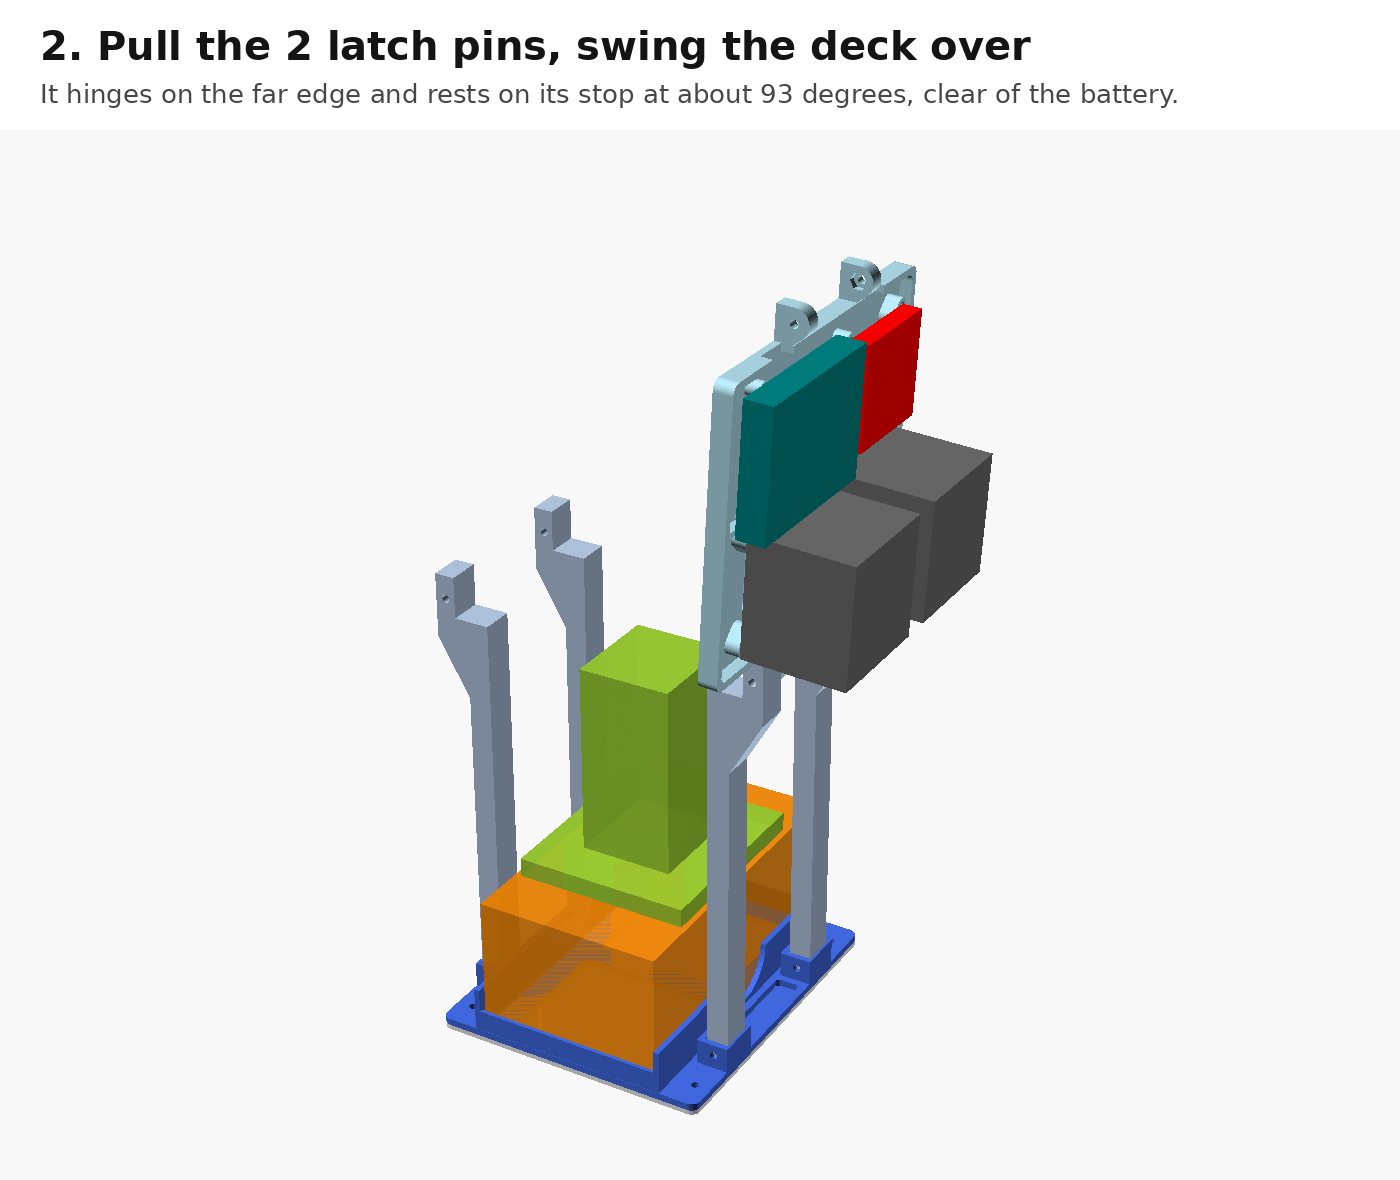 2. Pull the 2 latch pins, swing the deck over
It hinges on the far edge and rests on its stop at about 93 degrees, clear of the battery.